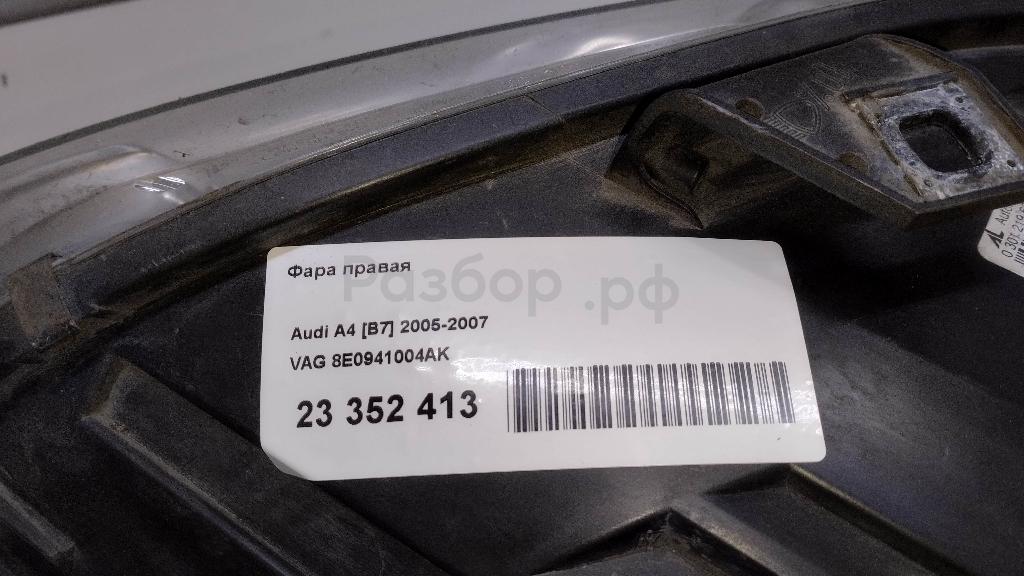 Фара правая
Разбор.рф
Audi A4 [B7] 2005-2007
VAG 8E0941004AK
23 352 413